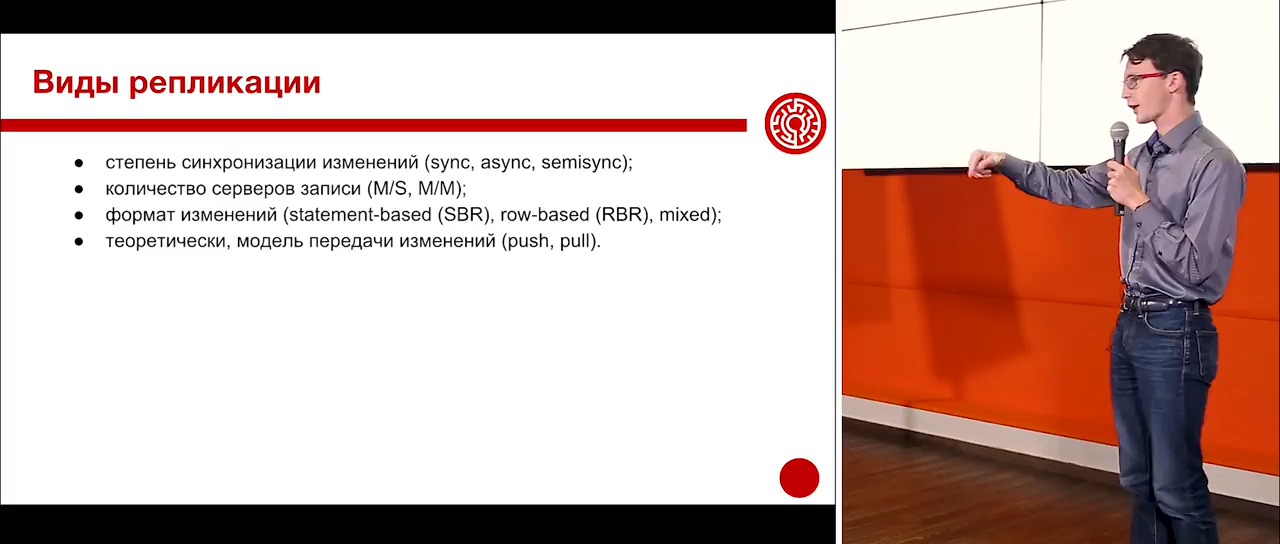 Виды репликации
● степень синхронизации изменений (sync, async, semisync);
● количество серверов записи (M/S, M/M);
● формат изменений (statement-based (SBR), row-based (RBR), mixed);
● теоретически, модель передачи изменений (push, pull).